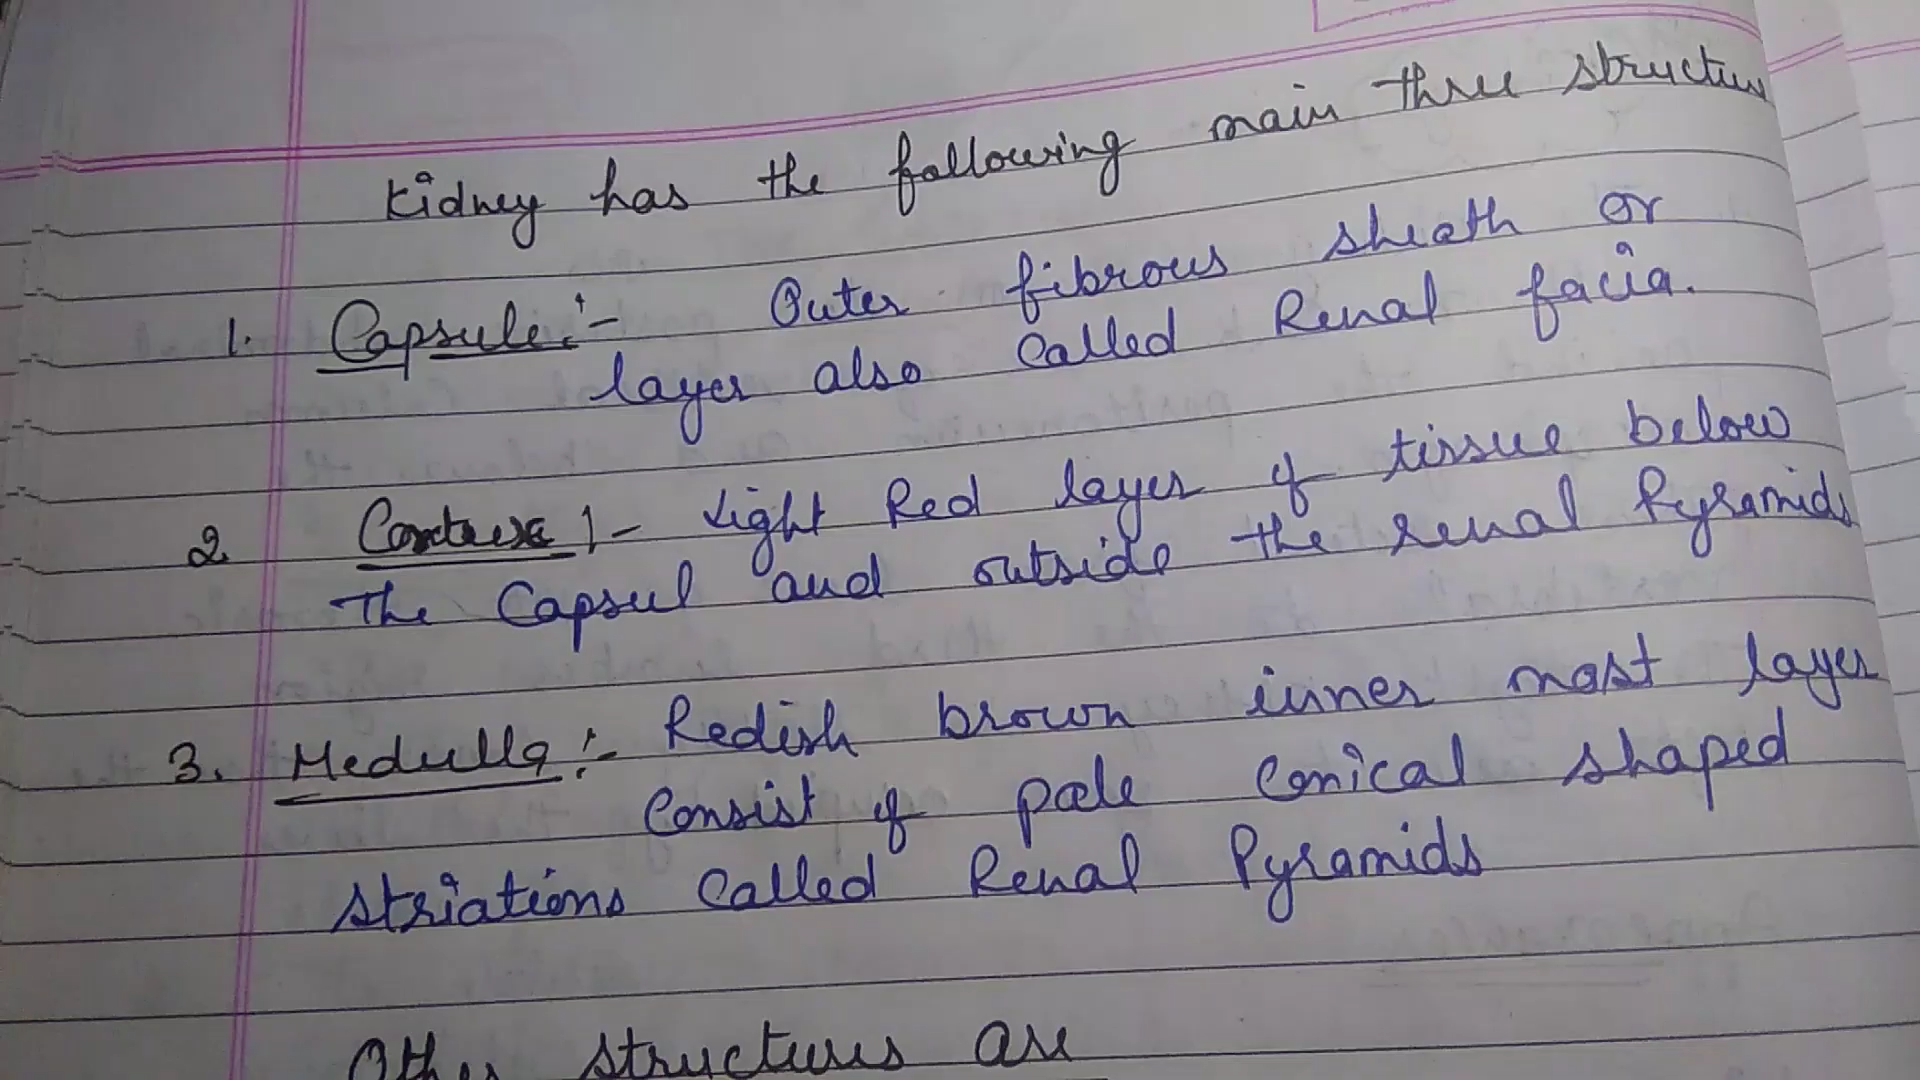 Kidney has the following main three structures
1. Capsule :- Outer fibrous sheath or
layer also called Renal facia.
2. :- Light Red layer of tissue below
the Capsul and outside the renal Pyramids
3. Medulla :- Redish brown inner most layer
Consist of pale Conical shaped
striations Called Renal Pyramids
Other structures are